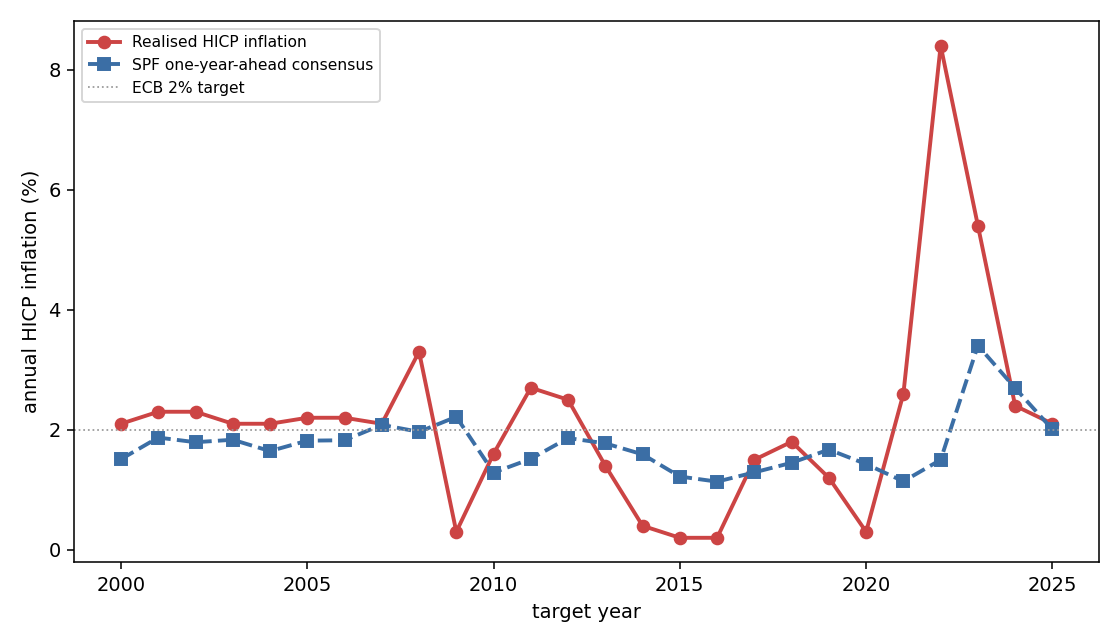 Realised HICP inflation
SPF one-year-ahead consensus
ECB 2% target
annual HICP inflation (%)
8
6
4
2
0
2000 2005 2010 2015 2020 2025
target year